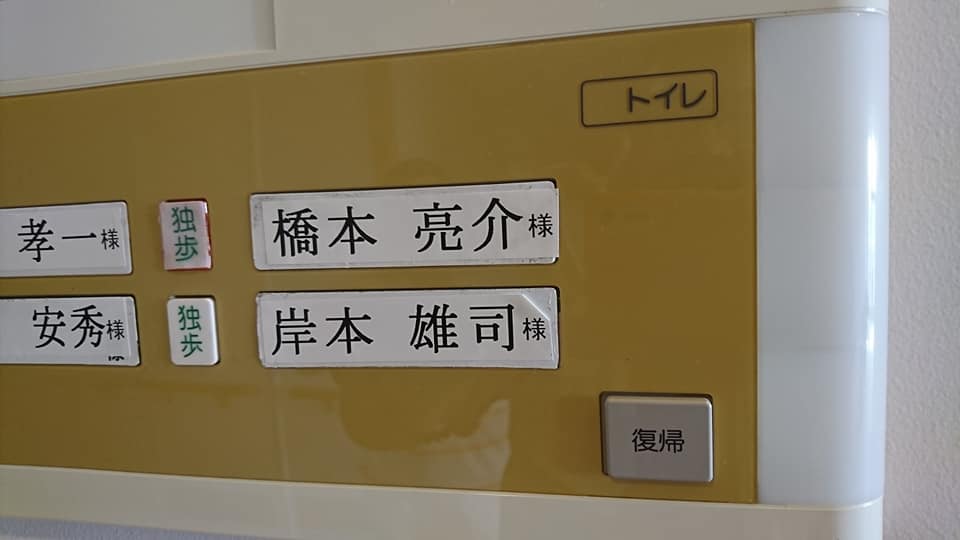 トイレ
孝一様 独歩 橋本 亮介様
安秀様 独歩 岸本 雄司様
復帰